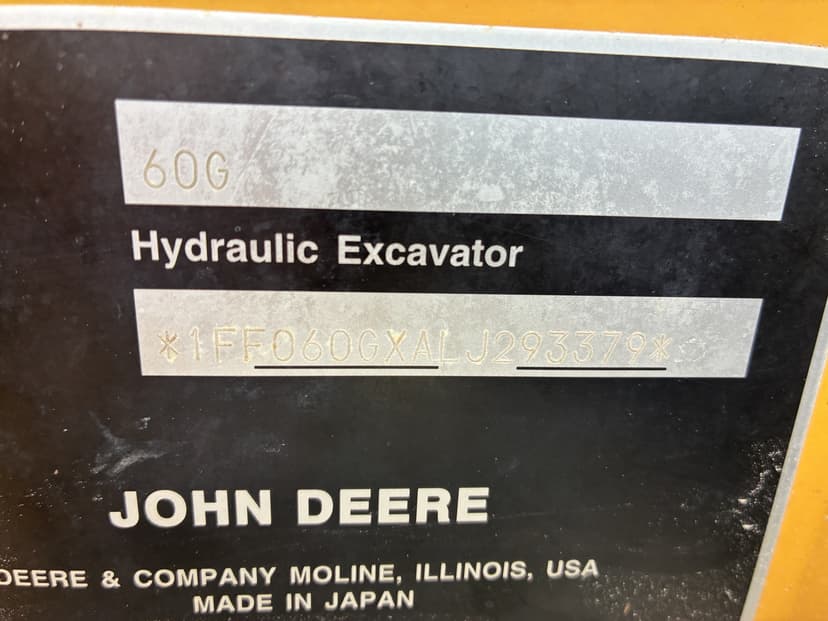 60G
Hydraulic Excavator
*1FF060GXALJ293379*
JOHN DEERE
DEERE & COMPANY MOLINE, ILLINOIS, USA
MADE IN JAPAN